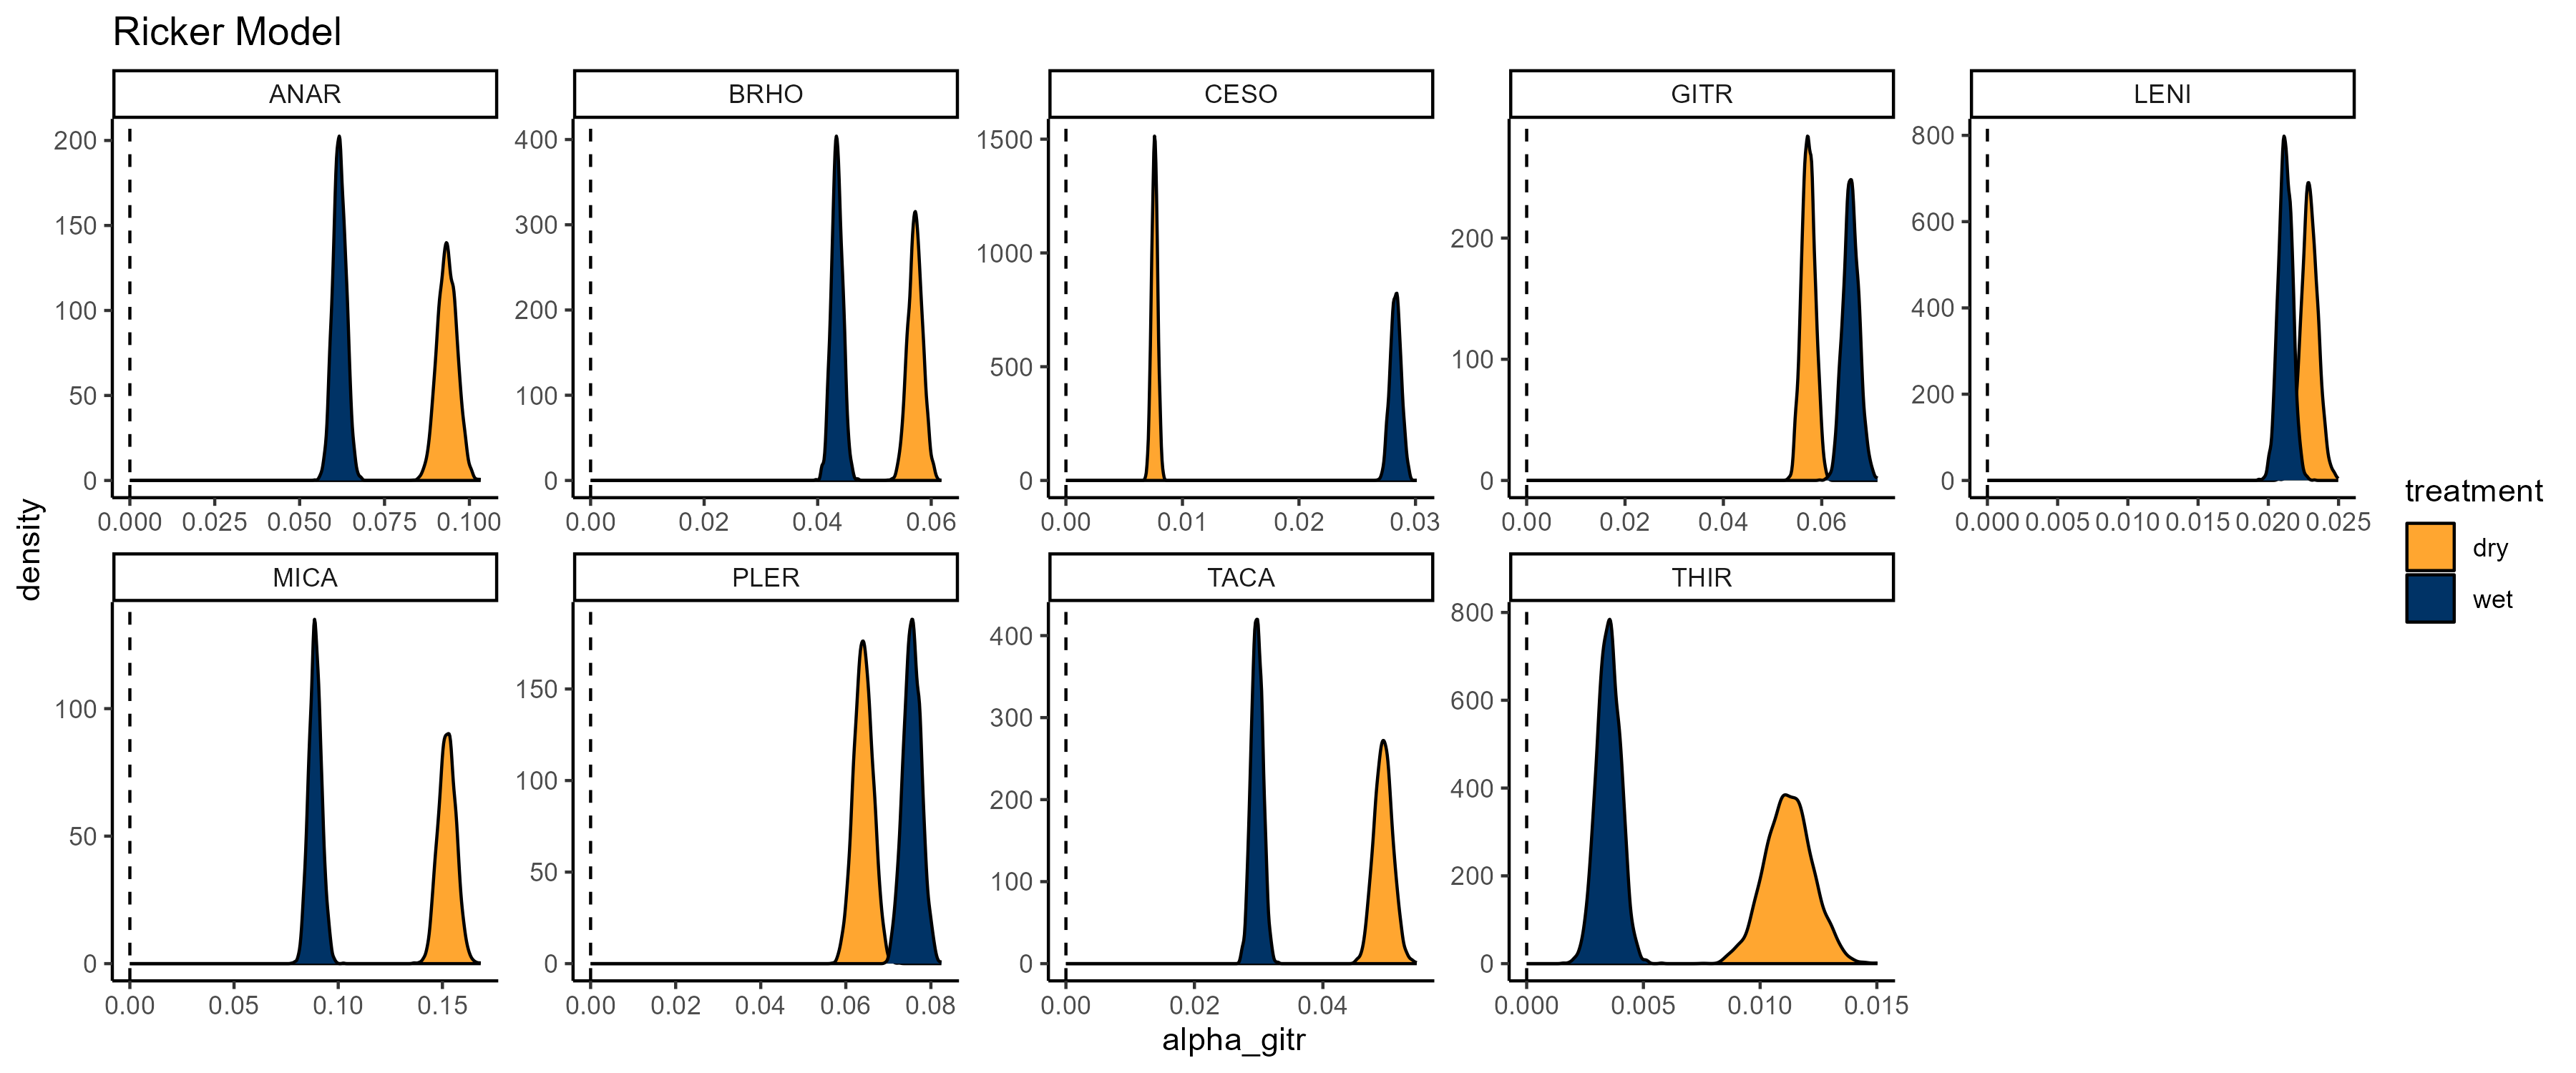 Ricker Model
ANAR BRHO CESO GITR LENI
200 150 100 50 0
400 300 200 100 0
1500 1000 500 0
200 100 0
800 600 400 200 0
0.000 0.025 0.050 0.075 0.100
0.00 0.02 0.04 0.06
0.00 0.01 0.02 0.03
0.00 0.02 0.04 0.06
0.000 0.005 0.010 0.015 0.020 0.025
density
treatment
dry
wet
MICA PLER TACA THIR
100 50 0
150 100 50 0
400 300 200 100 0
800 600 400 200 0
0.00 0.05 0.10 0.15
0.00 0.02 0.04 0.06 0.08
0.00 0.02 0.04
0.000 0.005 0.010 0.015
alpha_gitr